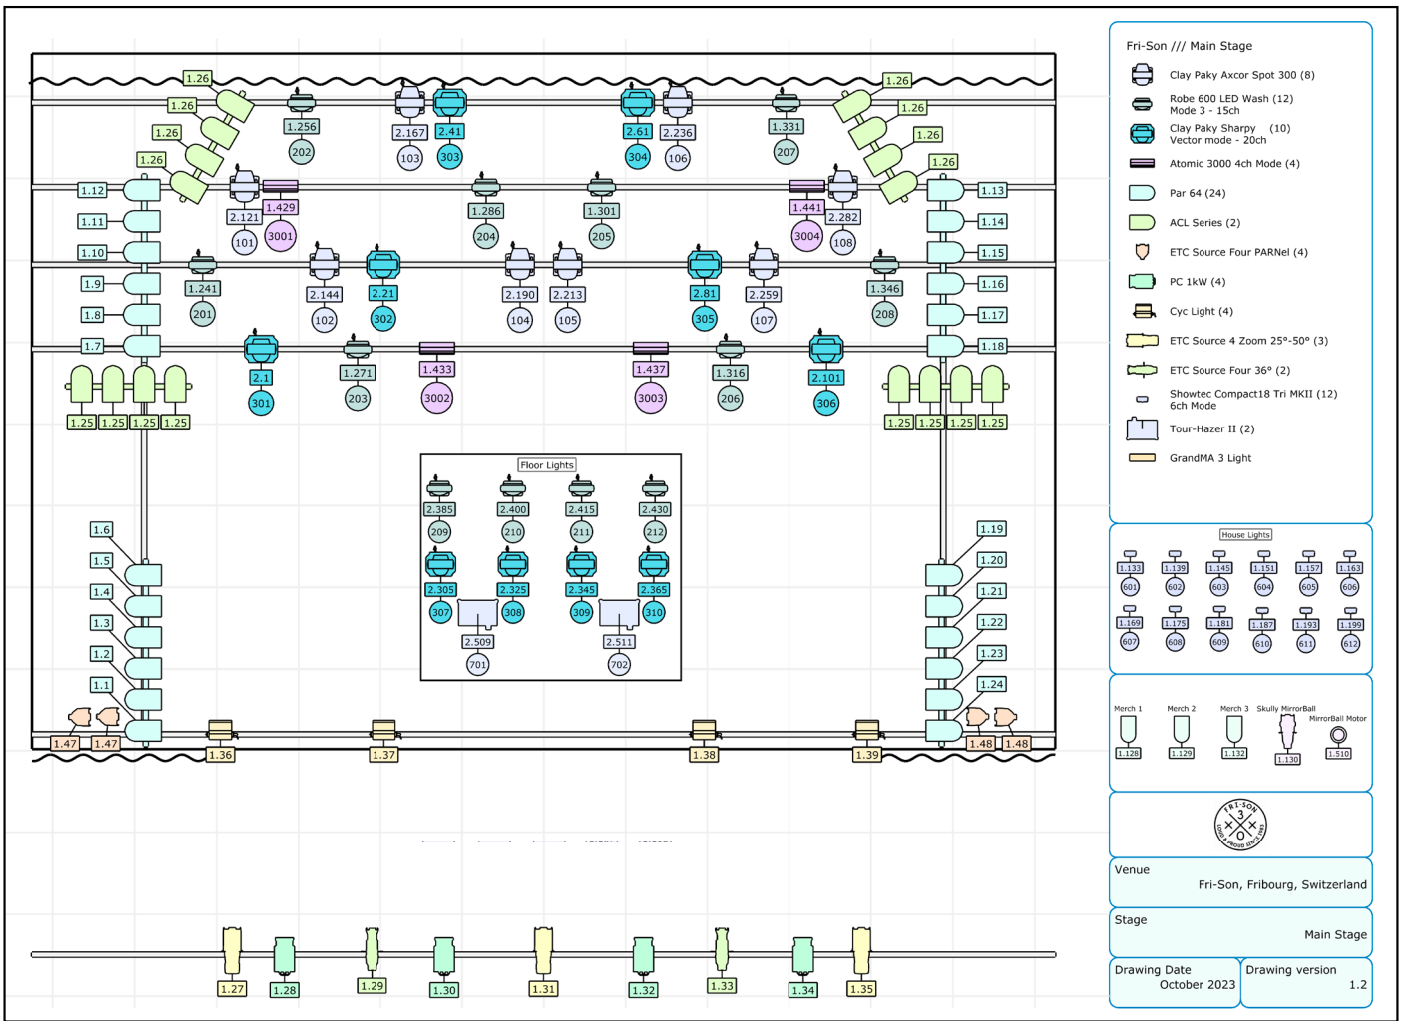 1.26
1.26
1.26
1.26
1.26
1.26
1.26
1.26
1.256
202
2.167
103
2.41
303
2.61
304
2.236
106
1.331
207
1.12
1.11
1.10
1.9
1.8
1.7
2.121
101
1.429
3001
1.286
204
1.301
205
1.441
3004
2.282
108
1.13
1.14
1.15
1.16
1.17
1.18
1.241
201
2.144
102
2.21
302
2.190
104
2.213
105
2.81
305
2.259
107
1.346
208
2.1
301
1.271
203
1.433
3002
1.437
3003
1.316
206
2.101
306
1.25 1.25 1.25 1.25
1.25 1.25 1.25 1.25
Floor Lights
2.385 2.400 2.415 2.430
209 210 211 212
2.305 2.325 2.345 2.365
307 308 309 310
2.509 2.511
701 702
1.6
1.5
1.4
1.3
1.2
1.1
1.19
1.20
1.21
1.22
1.23
1.24
1.47 1.47
1.36 1.37 1.38 1.39
1.48 1.48
1.27 1.28 1.29 1.30 1.31 1.32 1.33 1.34 1.35
Fri-Son /// Main Stage
Clay Paky Axcor Spot 300 (8)
Robe 600 LED Wash (12)
Mode 3 - 15ch
Clay Paky Sharpy (10)
Vector mode - 20ch
Atomic 3000 4ch Mode (4)
Par 64 (24)
ACL Series (2)
ETC Source Four PARNel (4)
PC 1kW (4)
Cyc Light (4)
ETC Source 4 Zoom 25°-50° (3)
ETC Source Four 36° (2)
Showtec Compact18 Tri MKII (12)
6ch Mode
Tour-Hazer II (2)
GrandMA 3 Light
House Lights
1.133 1.139 1.145 1.151 1.157 1.163
601 602 603 604 605 606
1.169 1.175 1.181 1.187 1.193 1.199
607 608 609 610 611 612
Merch 1 Merch 2 Merch 3 Skully MirrorBall MirrorBall Motor
1.128 1.129 1.132 1.130 1.510
FRI-SON
3
X X
O
LOUD & PROUD SINCE 1983
Venue
Fri-Son, Fribourg, Switzerland
Stage
Main Stage
Drawing Date
October 2023
Drawing version
1.2